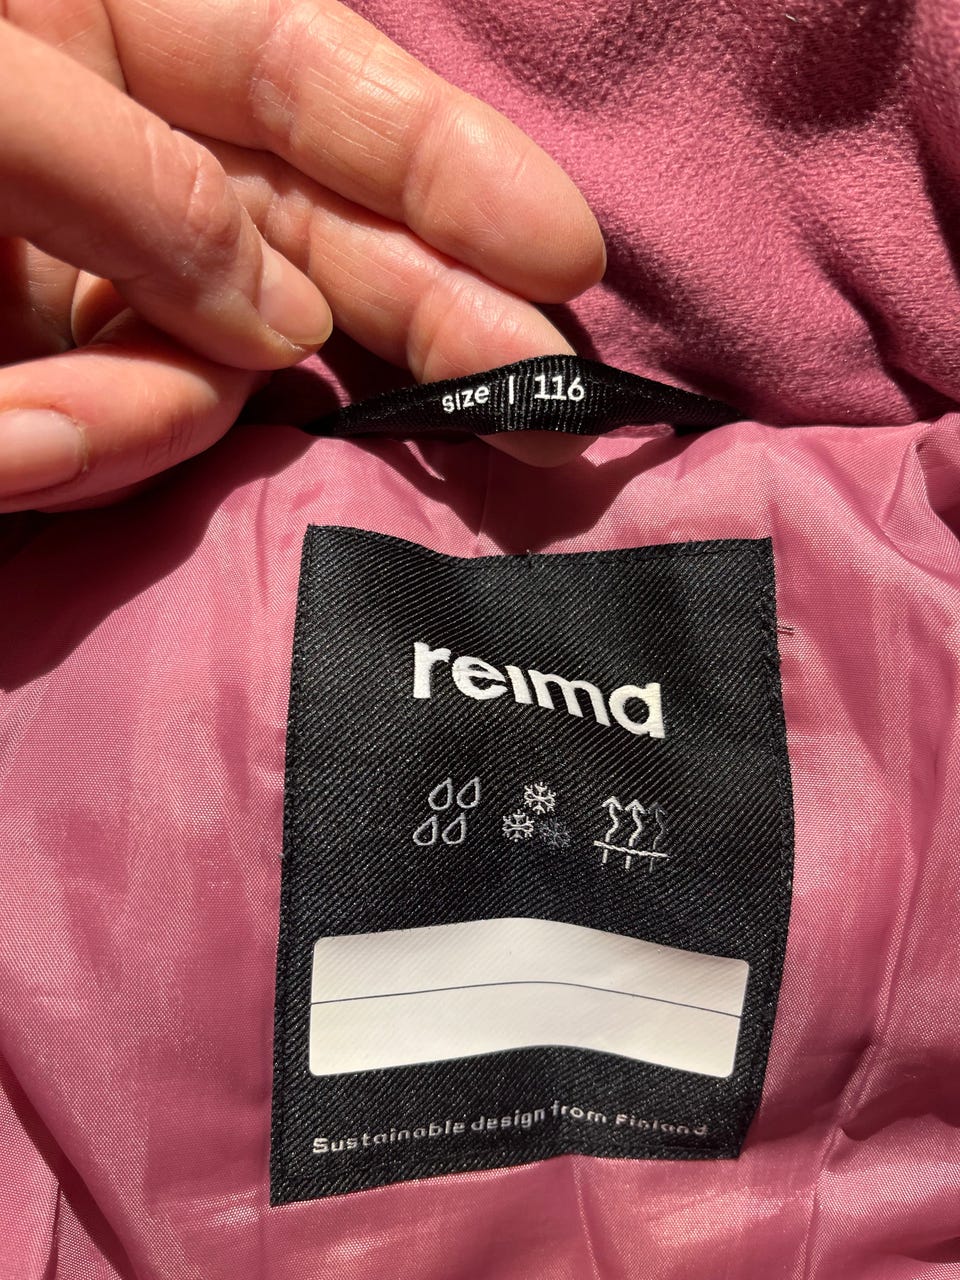 Size | 116
reima
Sustainable design from Finland